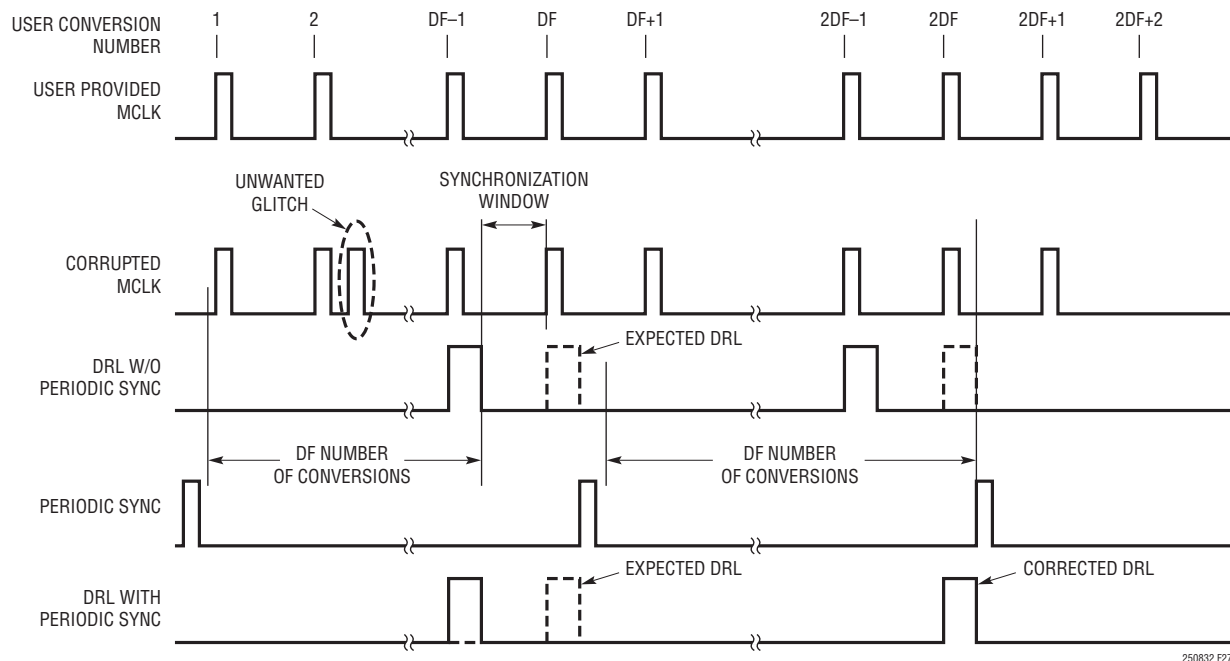 USER CONVERSION
NUMBER
1
2
DF–1
DF
DF+1
2DF–1
2DF
2DF+1
2DF+2
USER PROVIDED
MCLK
UNWANTED
GLITCH
SYNCHRONIZATION
WINDOW
CORRUPTED
MCLK
DRL W/O
PERIODIC SYNC
EXPECTED DRL
DF NUMBER
OF CONVERSIONS
DF NUMBER
OF CONVERSIONS
PERIODIC SYNC
DRL WITH
PERIODIC SYNC
EXPECTED DRL
CORRECTED DRL
250832 F27